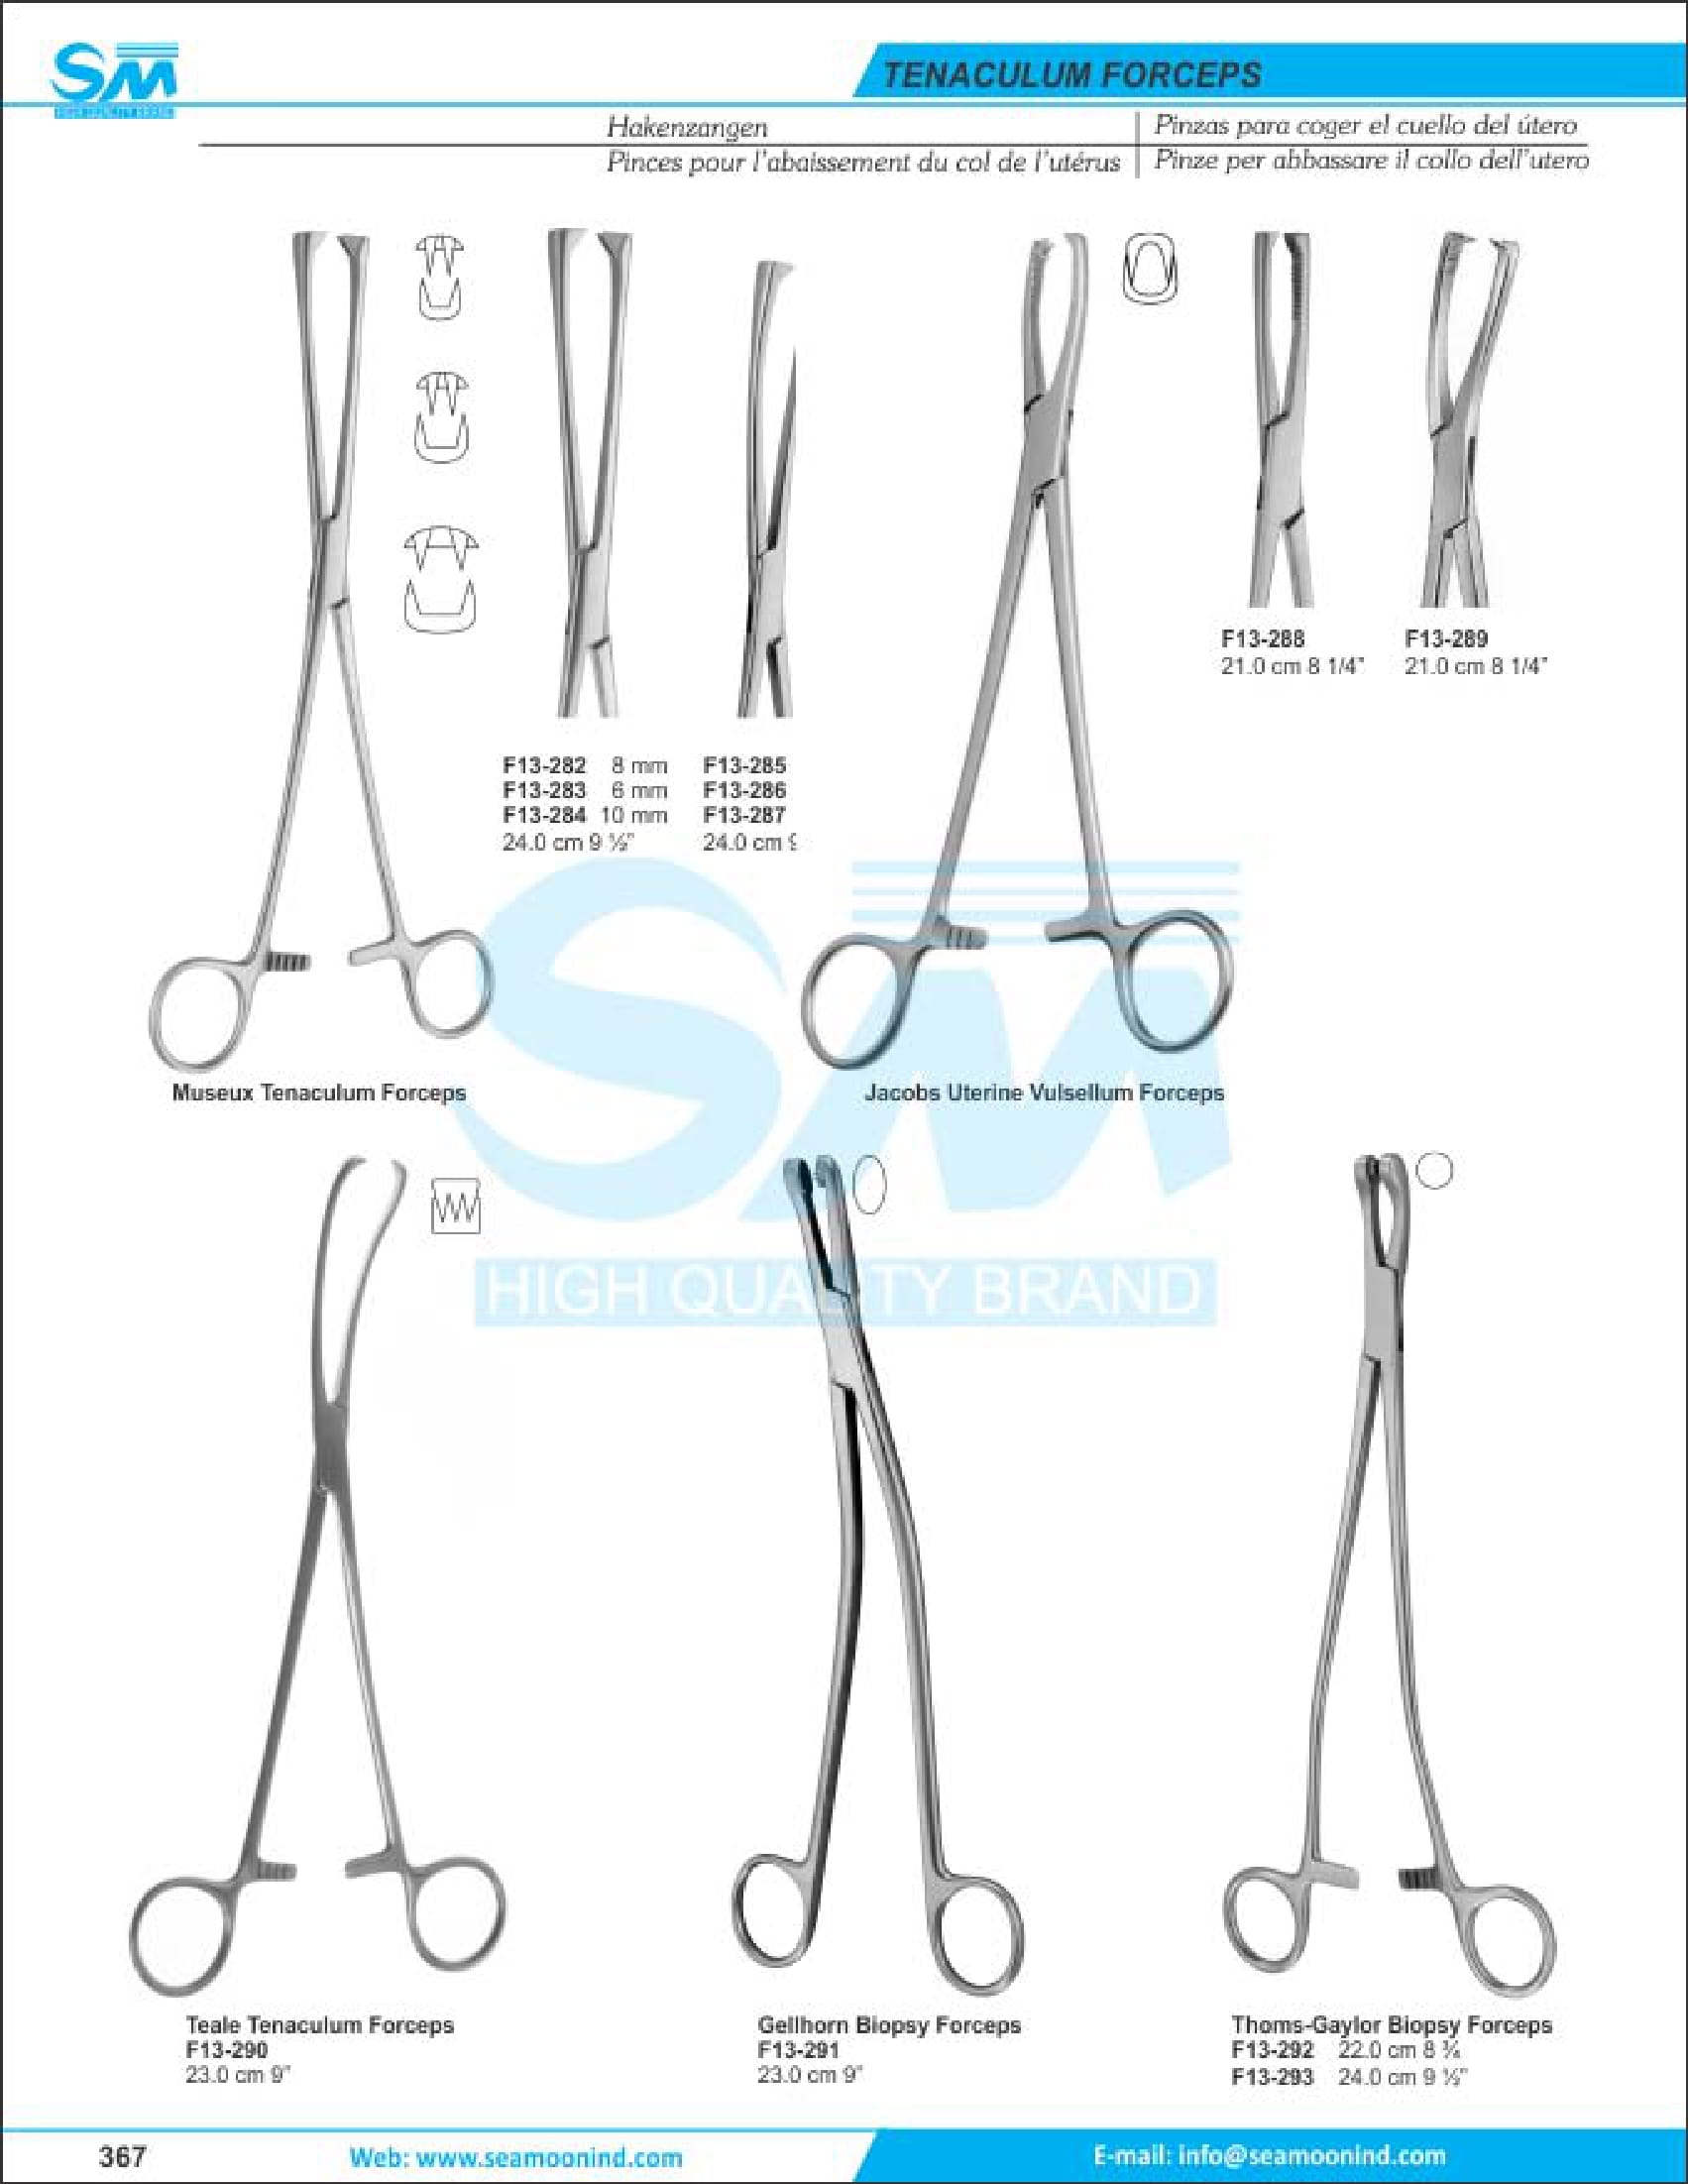 SM
HIGH QUALITY BRAND
TENACULUM FORCEPS
Hakenzangen
Pinces pour l'abaissement du col de l'utérus
Pinzas para coger el cuello del útero
Pinze per abbassare il collo dell'utero
F13-288
21.0 cm 8 1/4"
F13-289
21.0 cm 8 1/4"
F13-282 8 mm
F13-283 6 mm
F13-284 10 mm
24.0 cm 9 ½"
F13-285
F13-286
F13-287
24.0 cm
Museux Tenaculum Forceps
Jacobs Uterine Vulsellum Forceps
SM
HIGH QUALITY BRAND
Teale Tenaculum Forceps
F13-290
23.0 cm 9"
Gellhorn Biopsy Forceps
F13-291
23.0 cm 9"
Thoms-Gaylor Biopsy Forceps
F13-292 22.0 cm 8 ¾
F13-293 24.0 cm 9 ½"
367
Web: www.seamoonind.com
E-mail: info@seamoonind.com